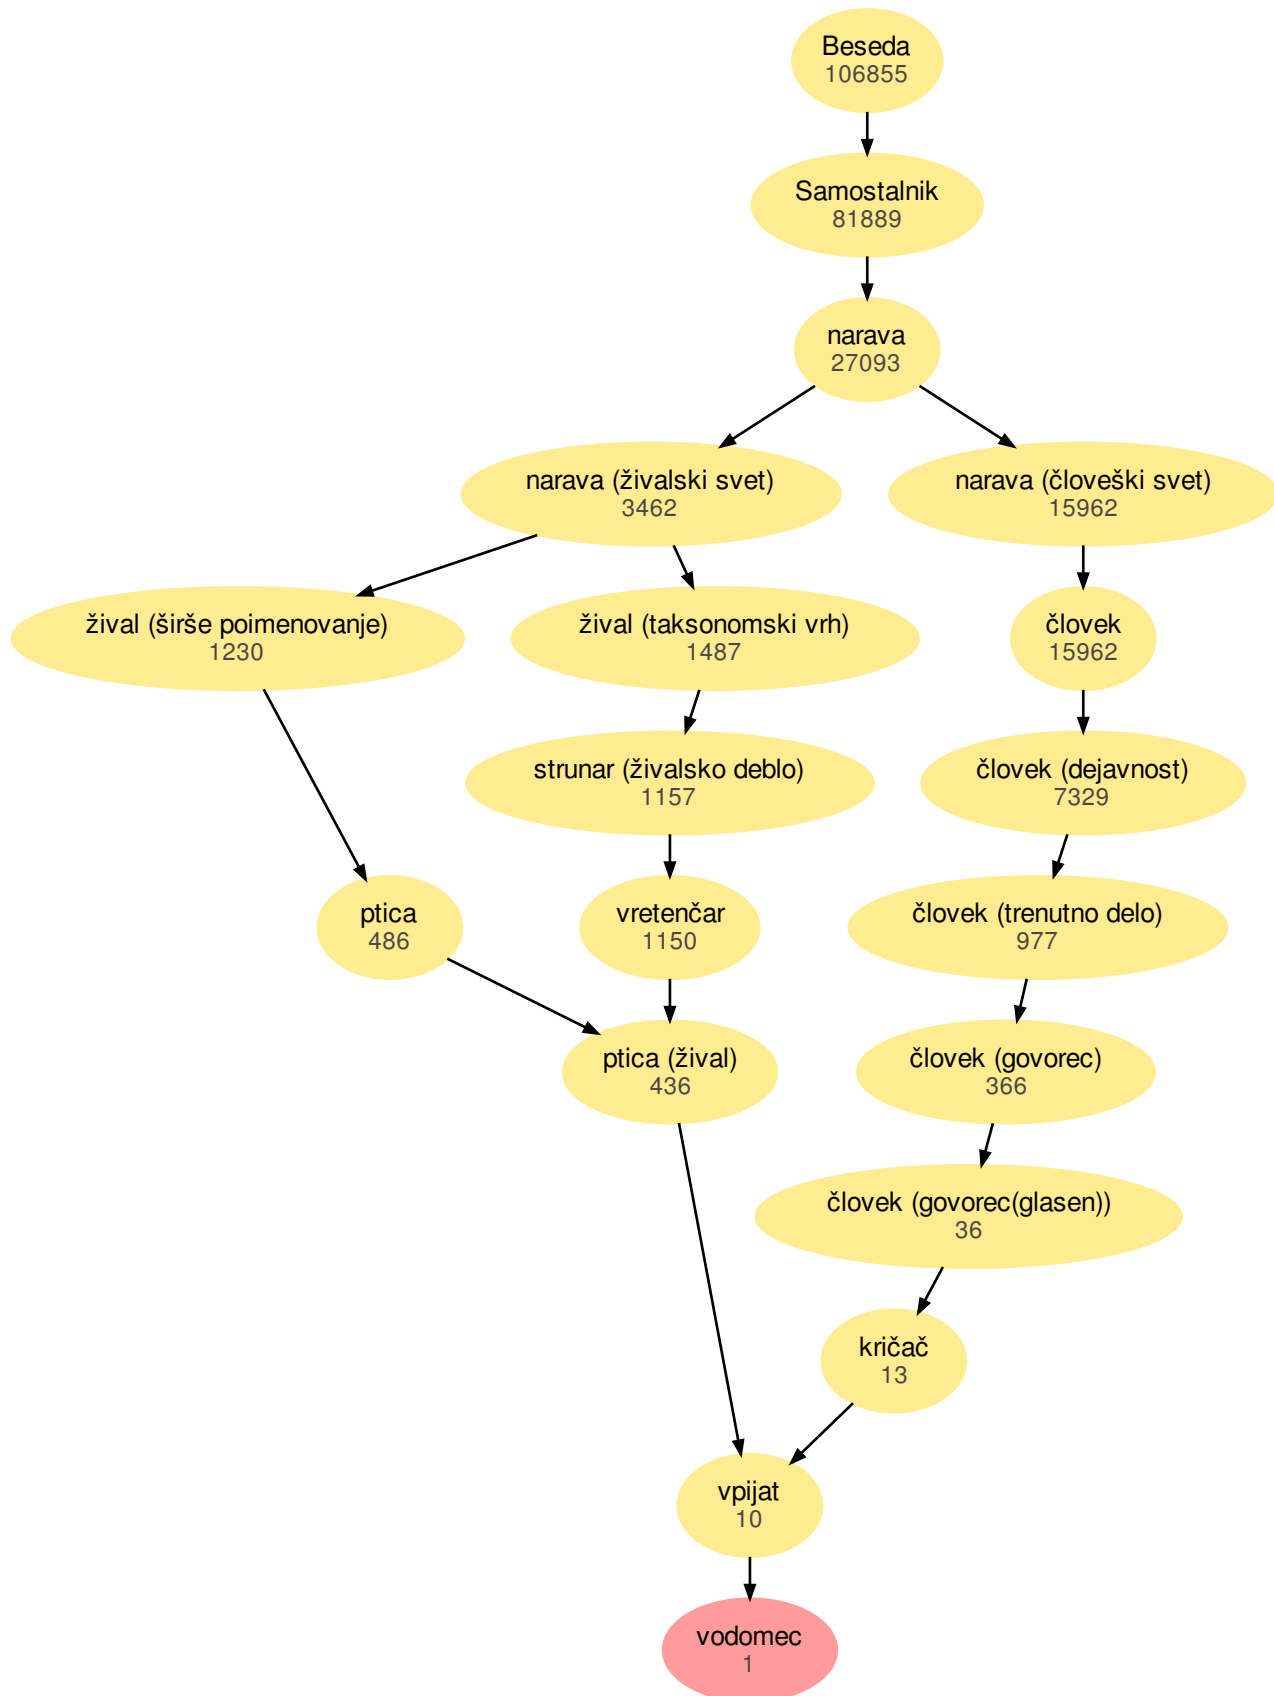 Beseda
106855
Samostalnik
81889
narava
27093
narava (živalski svet)
3462
narava (človeški svet)
15962
žival (širše poimenovanje)
1230
žival (taksonomski vrh)
1487
človek
15962
strunar (živalsko deblo)
1157
človek (dejavnost)
7329
ptica
486
vretenčar
1150
človek (trenutno delo)
977
ptica (žival)
436
človek (govorec)
366
človek (govorec(glasen))
36
kričač
13
vpijat
10
vodomec
1